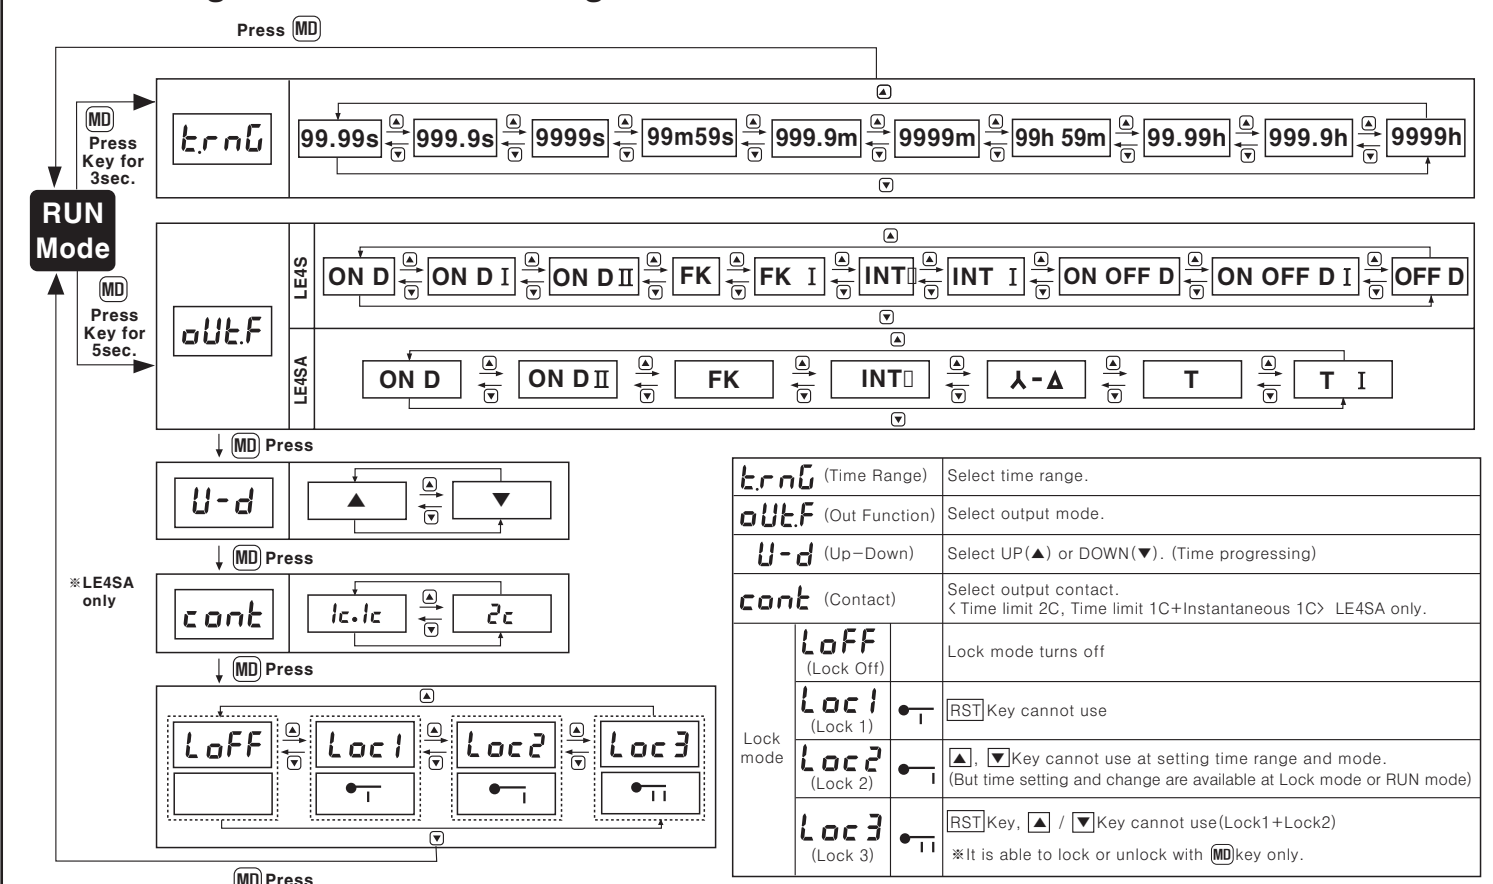 Press MD
MD
Press
Key for
3sec.
t.rnG
99.99s 999.9s 9999s 99m59s 999.9m 9999m 99h 59m 99.99h 999.9h 9999h
RUN
Mode
MD
Press
Key for
5sec.
oUt.F
LE4S
ON D ON D I ON D II FK FK I INT INT I ON OFF D ON OFF D I OFF D
LE4SA
ON D ON D II FK INT 人-Δ T T I
MD Press
U-d
▲ ▼
MD Press
※LE4SA
only
cont
1c.1c 2c
MD Press
LoFF Loc1 Loc2 Loc3
MD Press
t.rnG (Time Range) Select time range.
oUt.F (Out Function) Select output mode.
U-d (Up-Down) Select UP(▲) or DOWN(▼). (Time progressing)
cont (Contact) Select output contact.
< Time limit 2C, Time limit 1C+Instantaneous 1C> LE4SA only.
Lock
mode
LoFF
(Lock Off)
Lock mode turns off
Loc1
(Lock 1)
RST Key cannot use
Loc2
(Lock 2)
▲, ▼ Key cannot use at setting time range and mode.
(But time setting and change are available at Lock mode or RUN mode)
Loc3
(Lock 3)
RST Key, ▲ / ▼ Key cannot use(Lock1+Lock2)
※It is able to lock or unlock with MD key only.